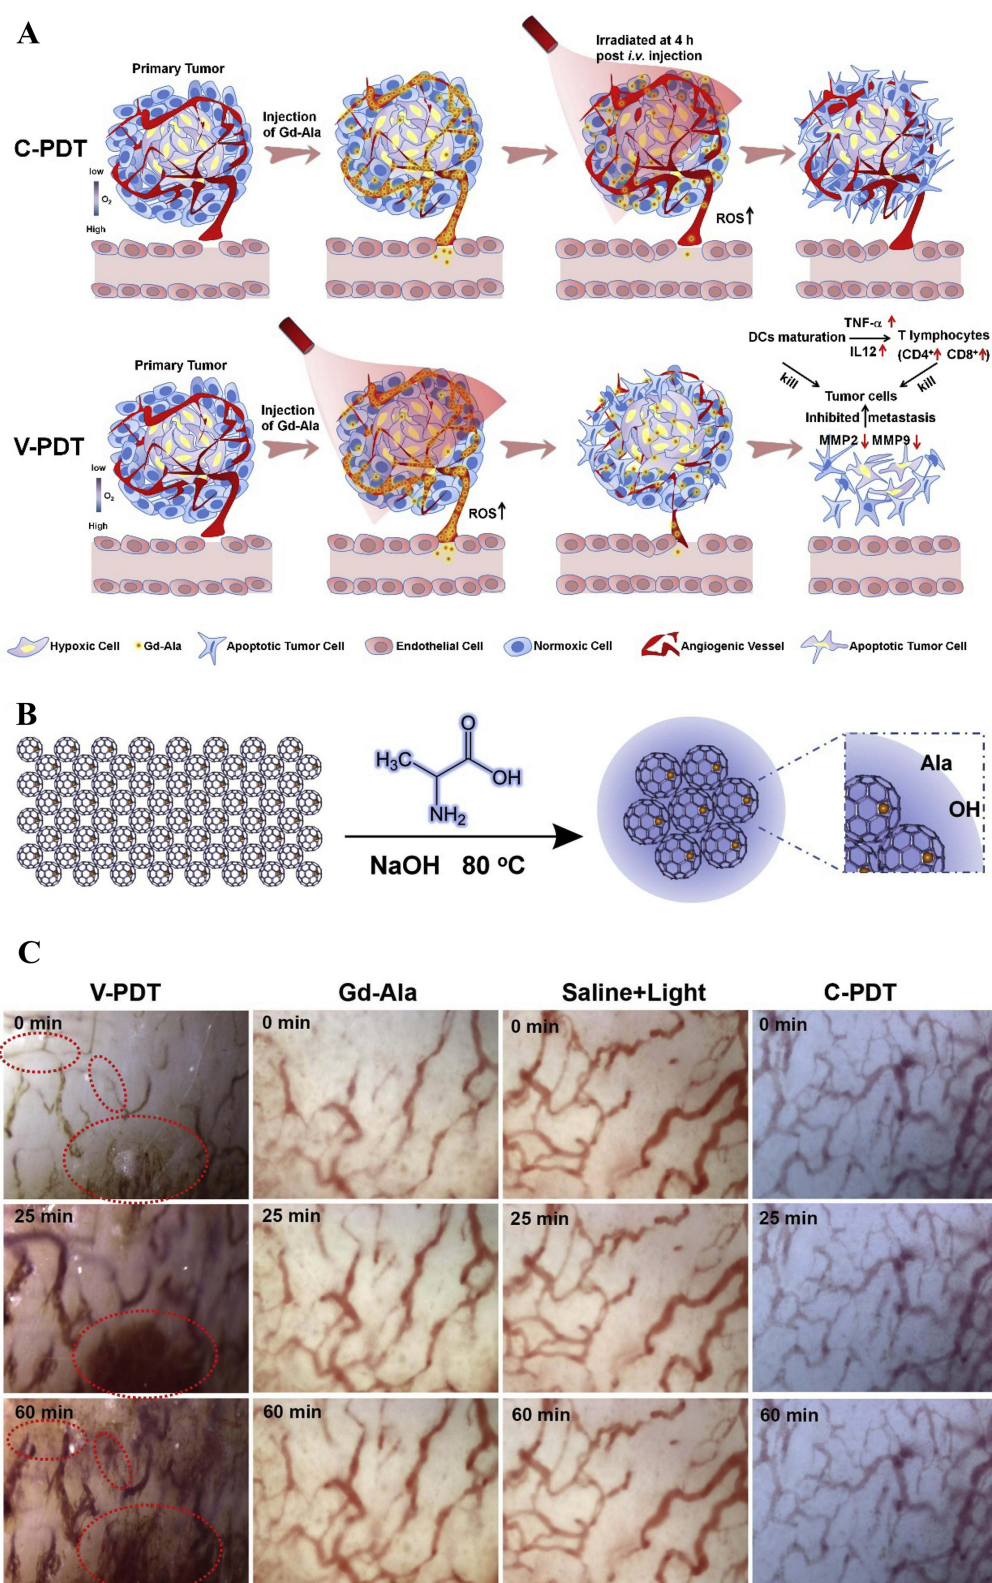 A
Primary Tumor
Injection
of Gd-Ala
Irradiated at 4 h
post i.v. injection
C-PDT
low
O2
High
ROS↑
Primary Tumor
Injection
of Gd-Ala
V-PDT
low
O2
High
ROS↑
TNF-α ↑
DCs maturation → T lymphocytes
IL12↑ (CD4+↑ CD8+↑)
kill kill
Tumor cells
Inhibited metastasis
MMP2↓ MMP9↓
Hypoxic Cell Gd-Ala Apoptotic Tumor Cell Endothelial Cell Normoxic Cell Angiogenic Vessel Apoptotic Tumor Cell
B
O
H3C
OH
NH2
NaOH 80 °C
Ala
OH
C
V-PDT Gd-Ala Saline+Light C-PDT
0 min 0 min 0 min 0 min
25 min 25 min 25 min 25 min
60 min 60 min 60 min 60 min